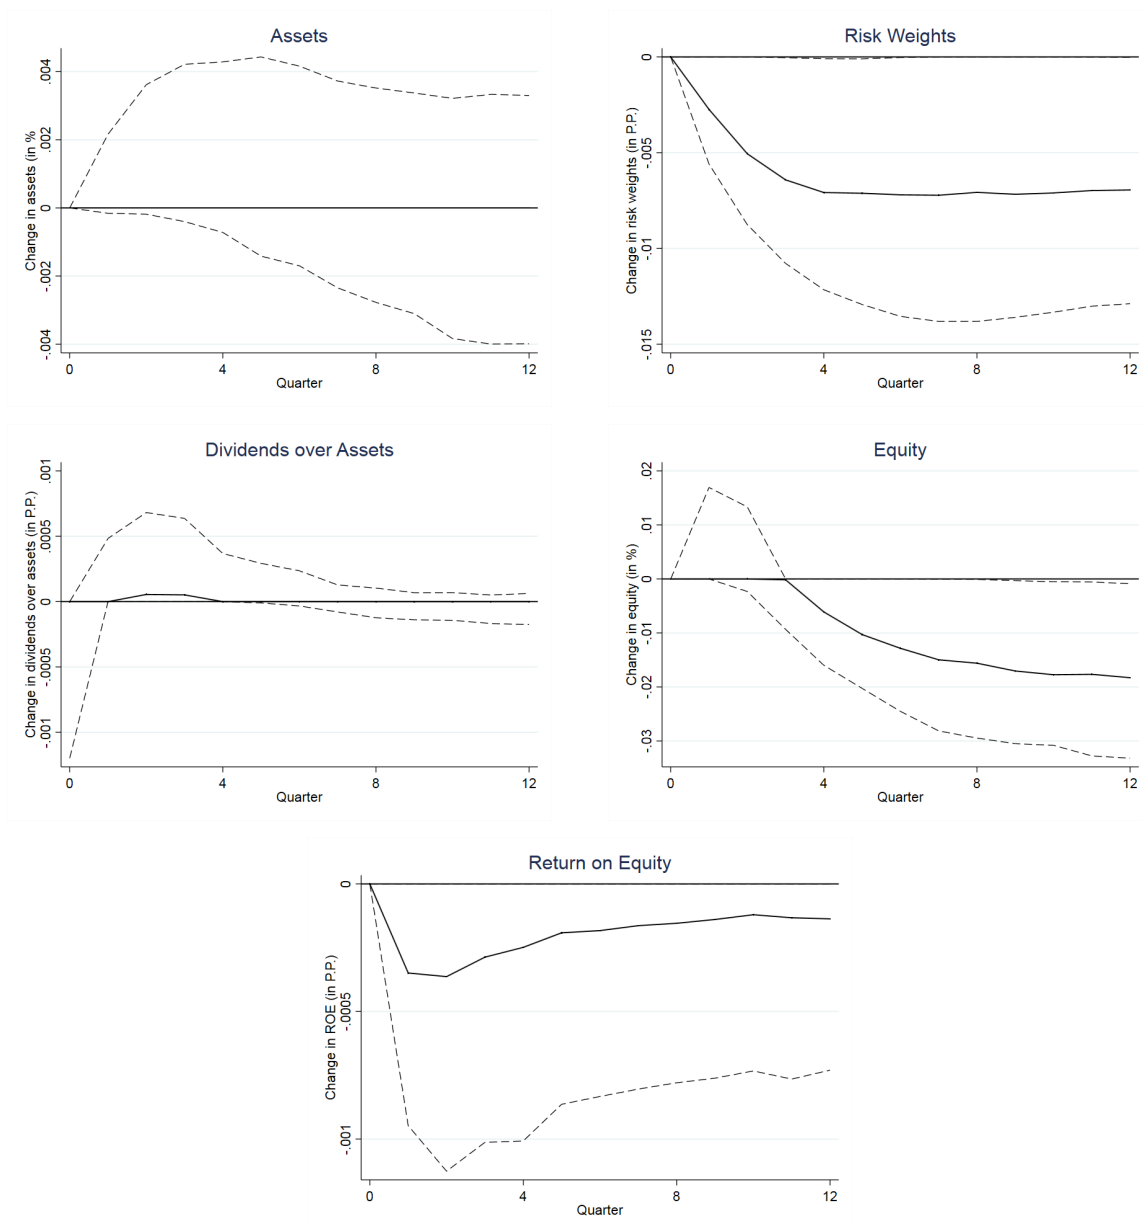 Assets
Change in assets (in %
.004
.002
0
-.002
-.004
0 4 8 12
Quarter
Risk Weights
Change in risk weights (in P.P.)
0
-.005
-.01
-.015
0 4 8 12
Quarter
Dividends over Assets
Change in dividends over assets (in P.P.)
.001
.0005
0
-.0005
-.001
0 4 8 12
Quarter
Equity
Change in equity (in %)
.02
.01
0
-.01
-.02
-.03
0 4 8 12
Quarter
Return on Equity
Change in ROE (in P.P.)
0
-.0005
-.001
0 4 8 12
Quarter